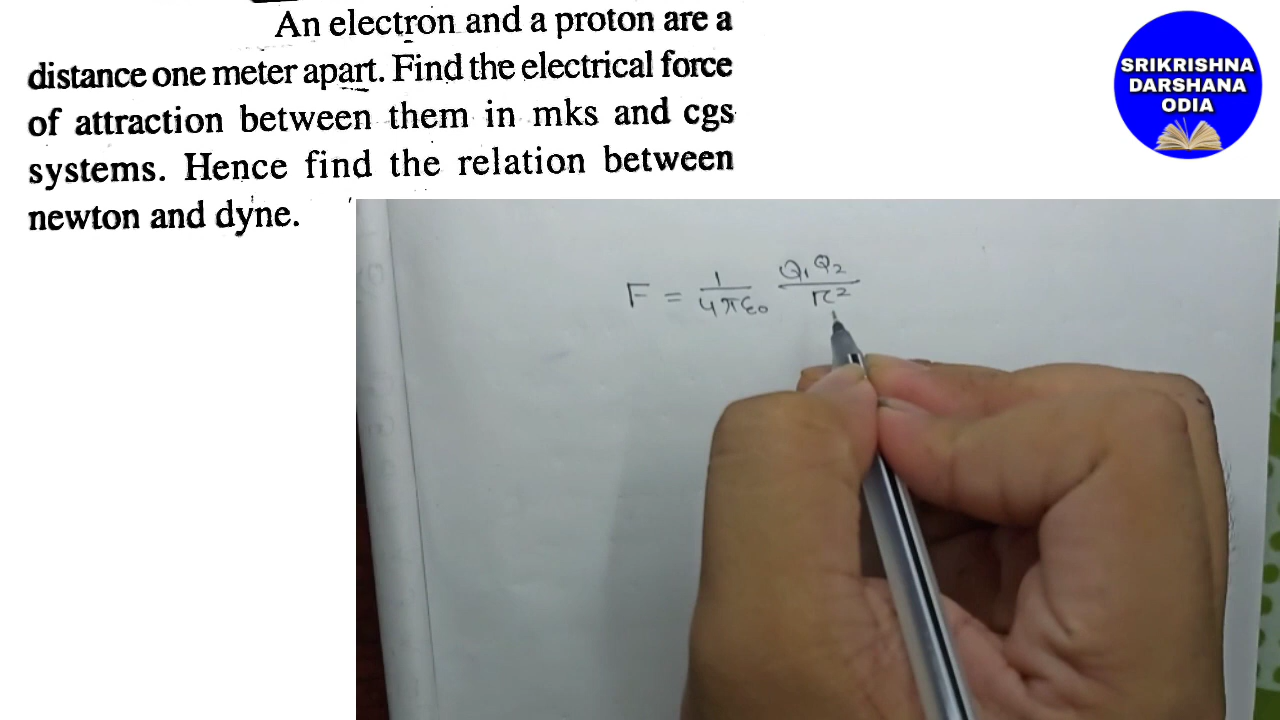 An electron and a proton are a
distance one meter apart. Find the electrical force
of attraction between them in mks and cgs
systems. Hence find the relation between
newton and dyne.
SRIKRISHNA
DARSHANA
ODIA
F = 1/4πε₀ Q₁Q₂/r²